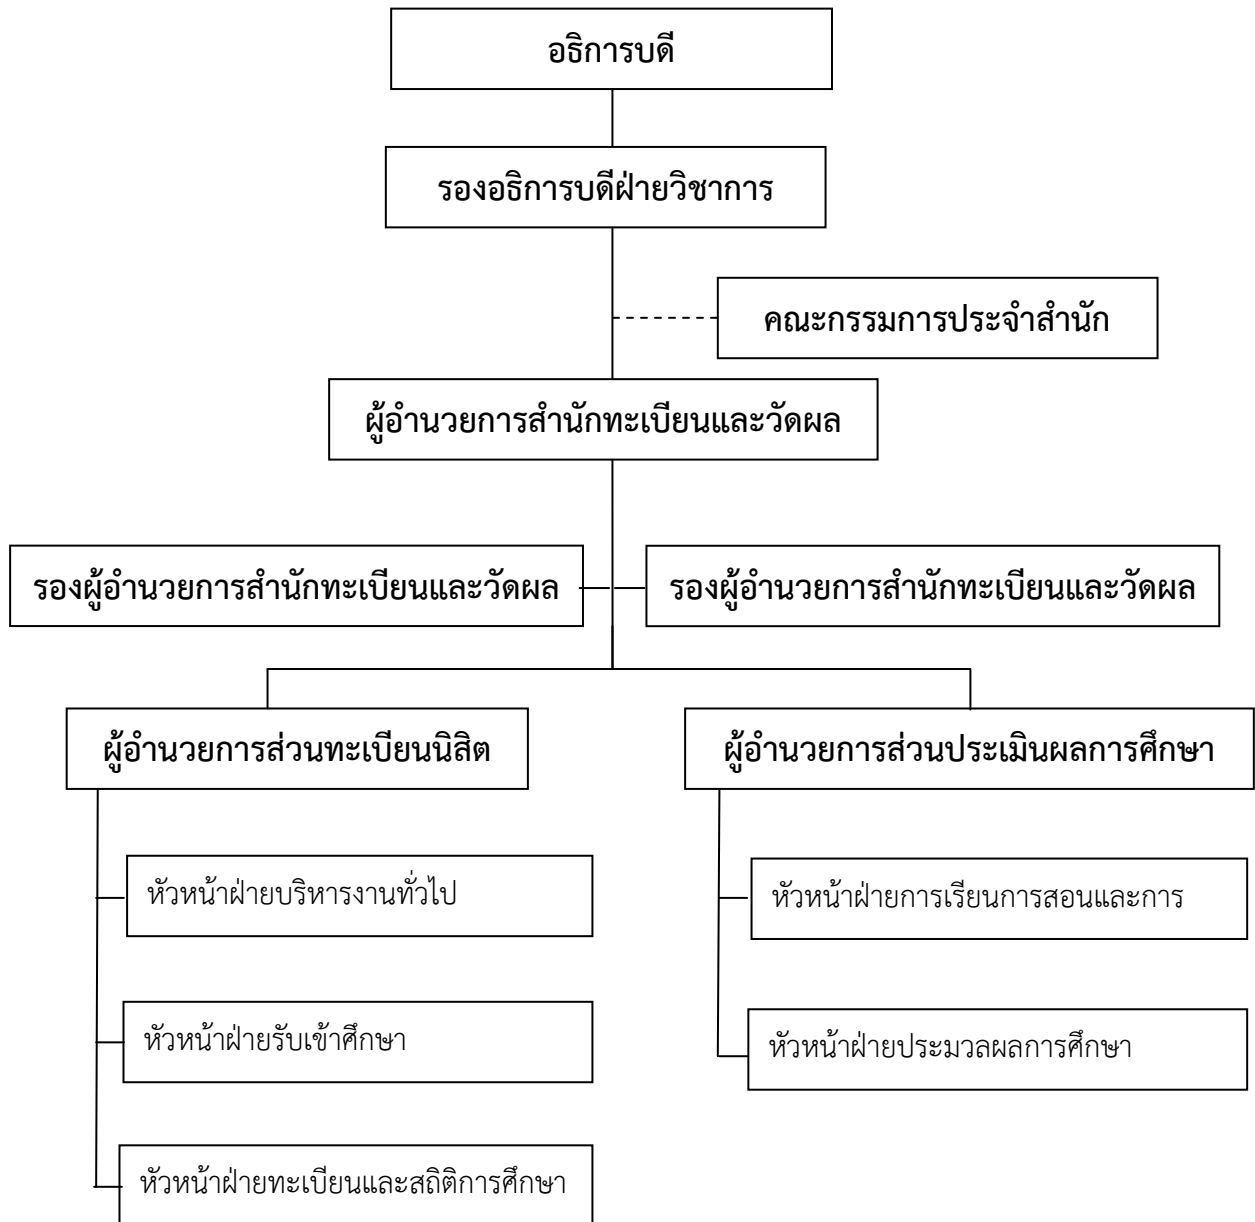 อธิการบดี
รองอธิการบดีฝ่ายวิชาการ
คณะกรรมการประจำสำนัก
ผู้อำนวยการสำนักทะเบียนและวัดผล
รองผู้อำนวยการสำนักทะเบียนและวัดผล
รองผู้อำนวยการสำนักทะเบียนและวัดผล
ผู้อำนวยการส่วนทะเบียนนิสิต
ผู้อำนวยการส่วนประเมินผลการศึกษา
หัวหน้าฝ่ายบริหารงานทั่วไป
หัวหน้าฝ่ายการเรียนการสอนและการ
หัวหน้าฝ่ายรับเข้าศึกษา
หัวหน้าฝ่ายประมวลผลการศึกษา
หัวหน้าฝ่ายทะเบียนและสถิติการศึกษา